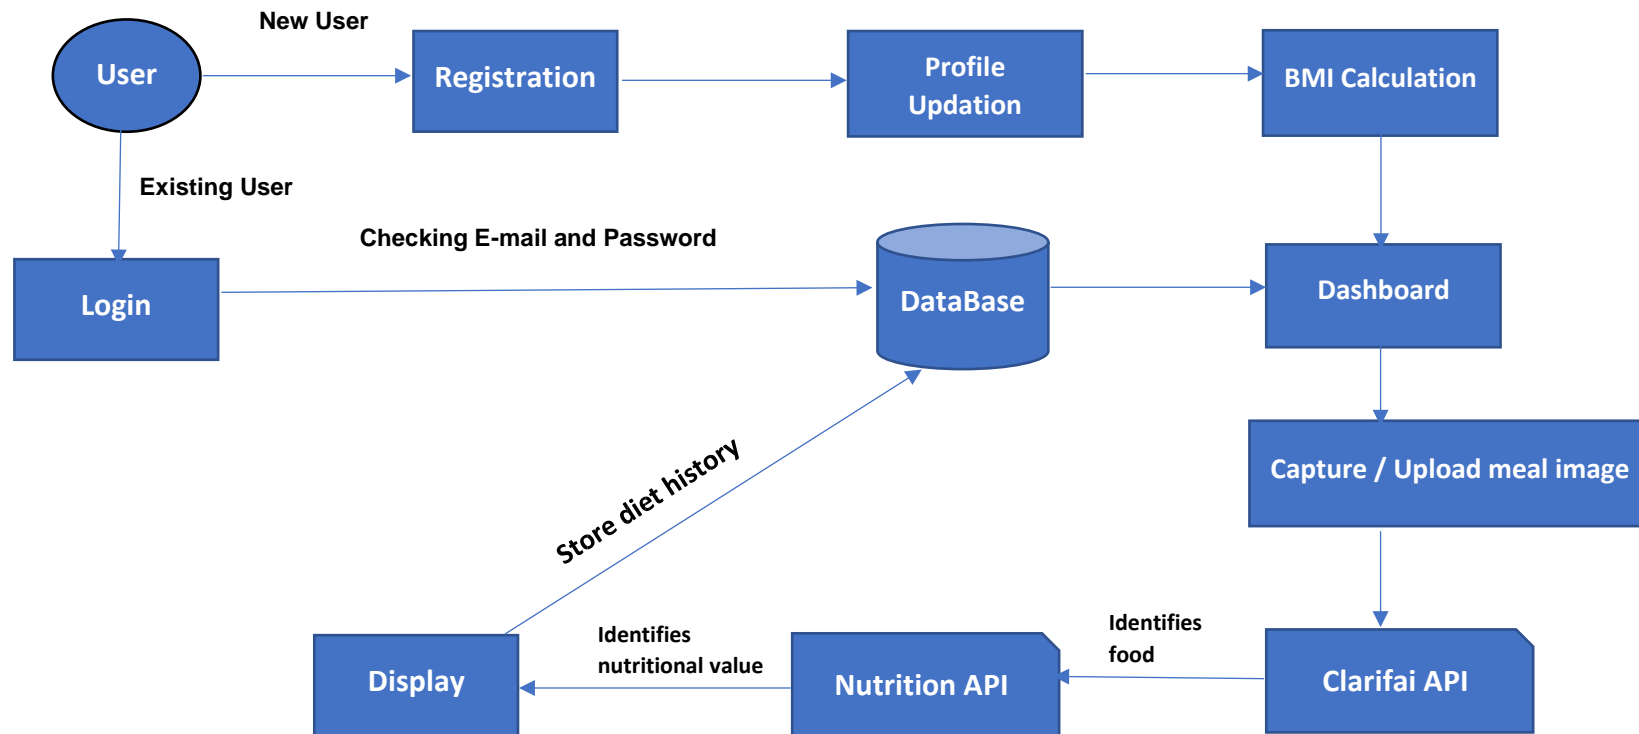 New User
User
Registration
Profile
Updation
BMI Calculation
Existing User
Checking E-mail and Password
Login
DataBase
Dashboard
Capture / Upload meal image
Store diet history
Identifies
nutritional value
Identifies
food
Display
Nutrition API
Clarifai API